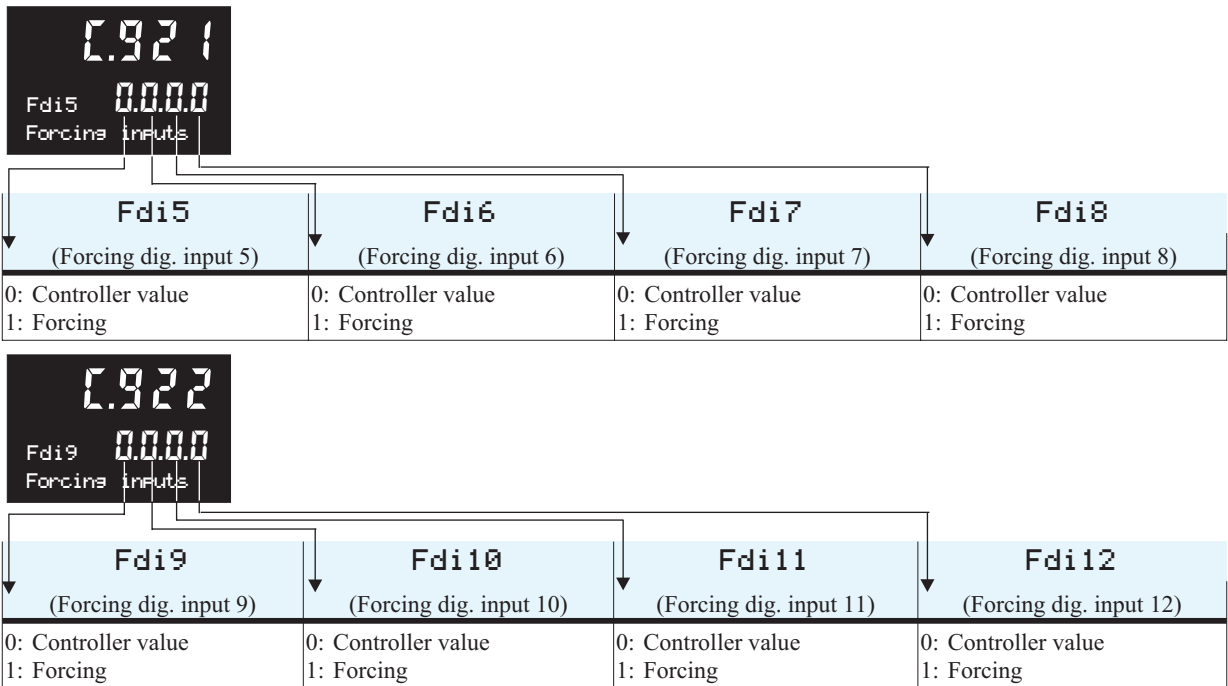 C.921
Fdi5 0.0.0.0
Forcing inputs
Fdi5 Fdi6 Fdi7 Fdi8
(Forcing dig. input 5) (Forcing dig. input 6) (Forcing dig. input 7) (Forcing dig. input 8)
0: Controller value 0: Controller value 0: Controller value 0: Controller value
1: Forcing 1: Forcing 1: Forcing 1: Forcing
C.922
Fdi9 0.0.0.0
Forcing inputs
Fdi9 Fdi10 Fdi11 Fdi12
(Forcing dig. input 9) (Forcing dig. input 10) (Forcing dig. input 11) (Forcing dig. input 12)
0: Controller value 0: Controller value 0: Controller value 0: Controller value
1: Forcing 1: Forcing 1: Forcing 1: Forcing